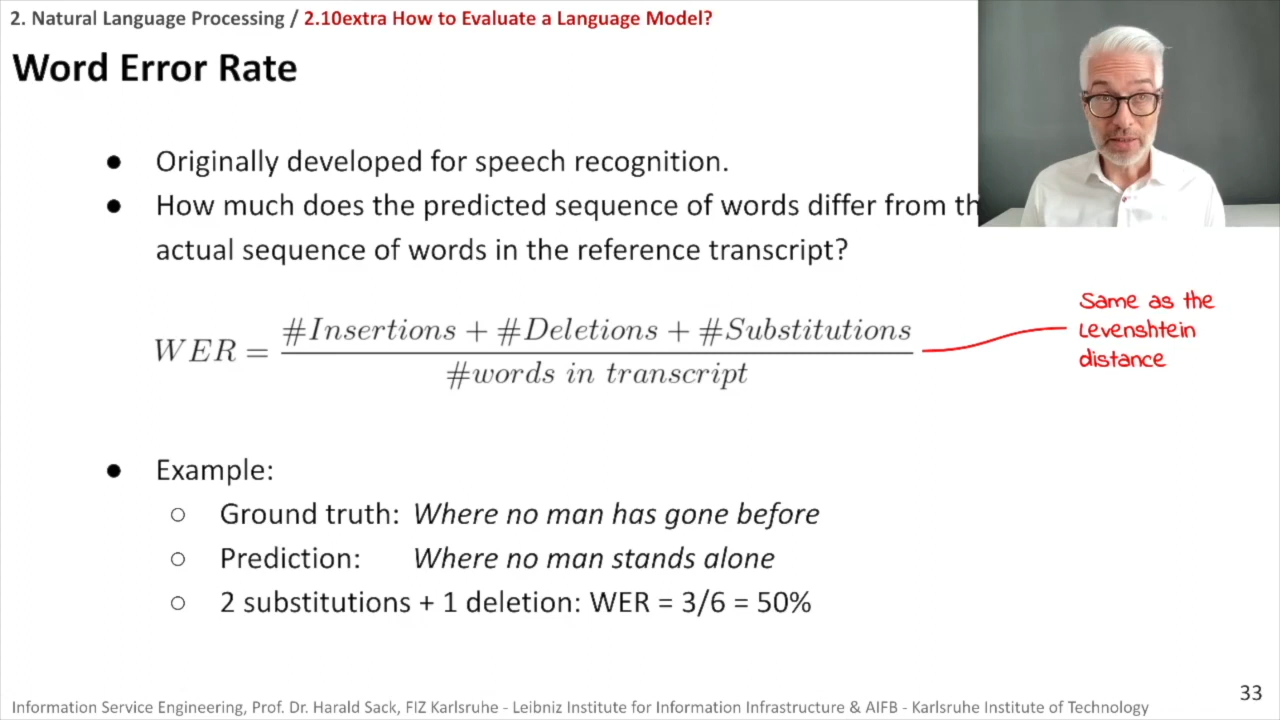 2. Natural Language Processing / 2.10extra How to Evaluate a Language Model?
Word Error Rate
● Originally developed for speech recognition.
● How much does the predicted sequence of words differ from th
actual sequence of words in the reference transcript?
WER = #Insertions + #Deletions + #Substitutions
#words in transcript
Same as the
Levenshtein
distance
● Example:
○ Ground truth: Where no man has gone before
○ Prediction: Where no man stands alone
○ 2 substitutions + 1 deletion: WER = 3/6 = 50%
33
Information Service Engineering, Prof. Dr. Harald Sack, FIZ Karlsruhe - Leibniz Institute for Information Infrastructure & AIFB - Karlsruhe Institute of Technology